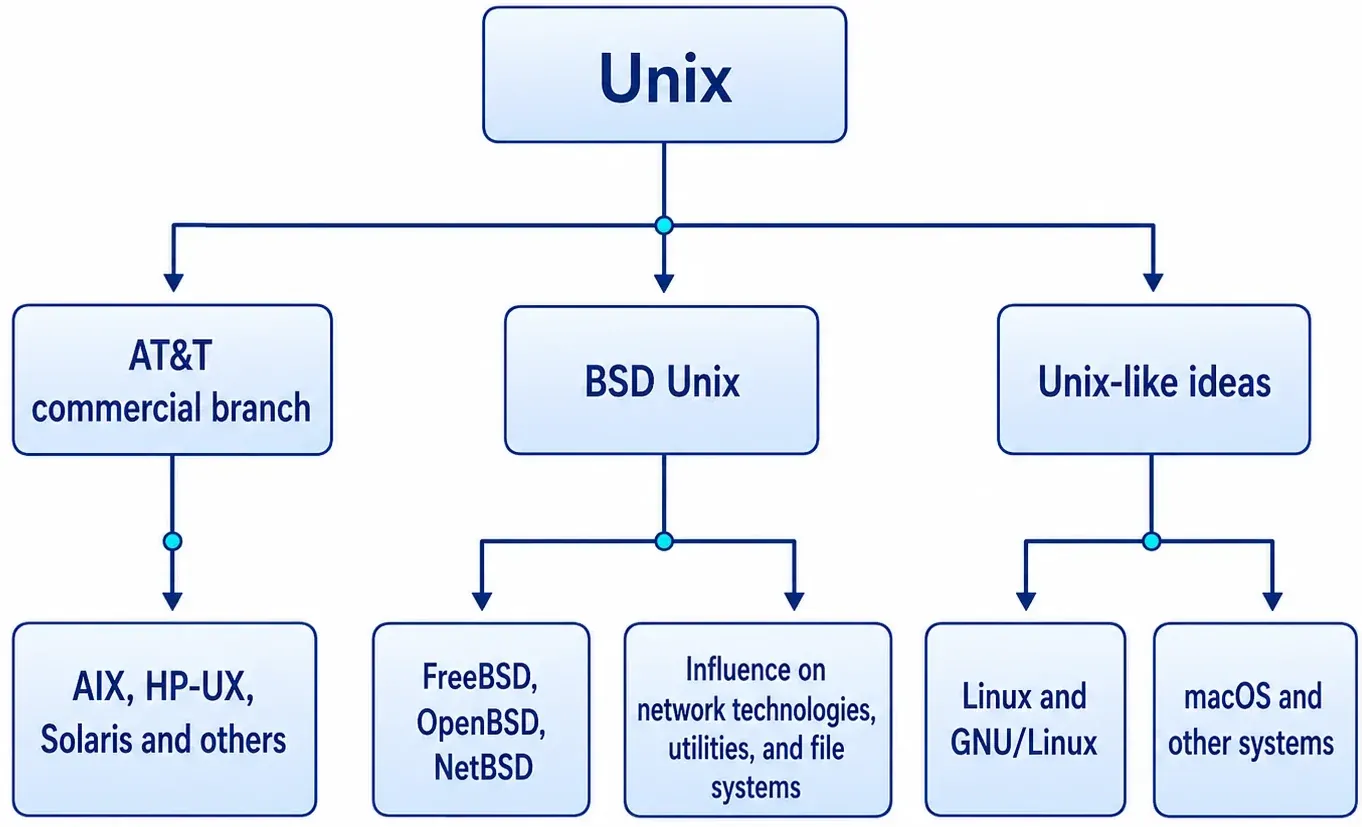 Unix
AT&T
commercial branch
BSD Unix
Unix-like ideas
AIX, HP-UX,
Solaris and others
FreeBSD,
OpenBSD,
NetBSD
Influence on
network technologies,
utilities, and file
systems
Linux and
GNU/Linux
macOS and
other systems